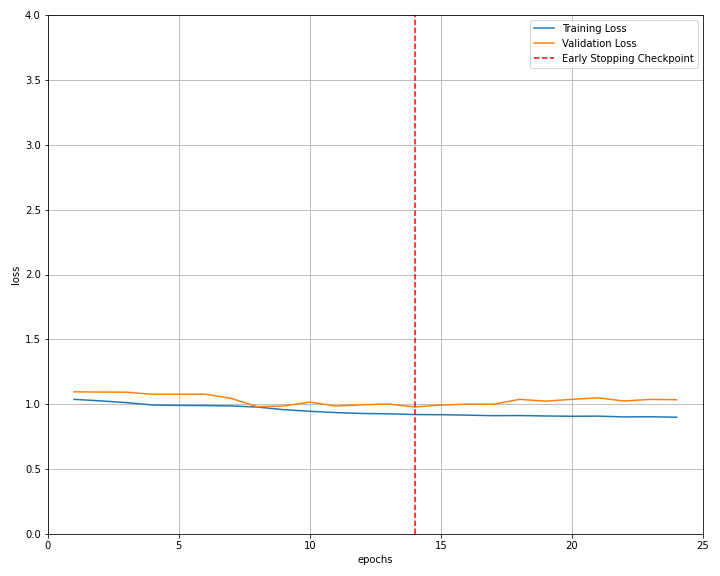 4.0
3.5
3.0
2.5
2.0
1.5
1.0
0.5
0.0
loss
0 5 10 15 20 25
epochs
Training Loss
Validation Loss
Early Stopping Checkpoint